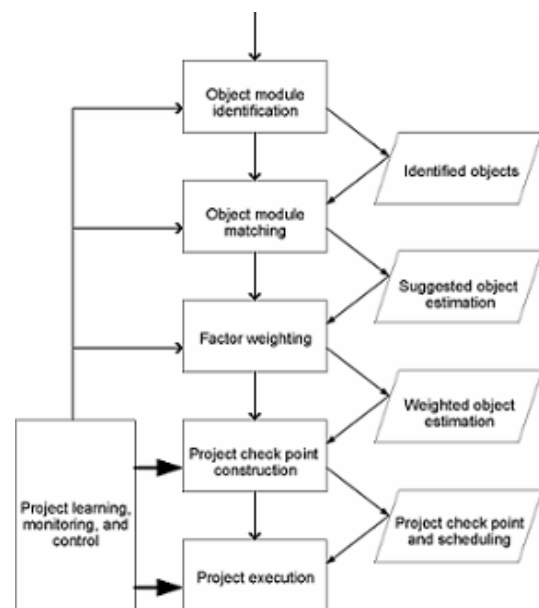 Object module
identification
Identified objects
Object module
matching
Suggested object
estimation
Factor weighting
Weighted object
estimation
Project check point
construction
Project learning,
monitoring, and
control
Project check point
and scheduling
Project execution